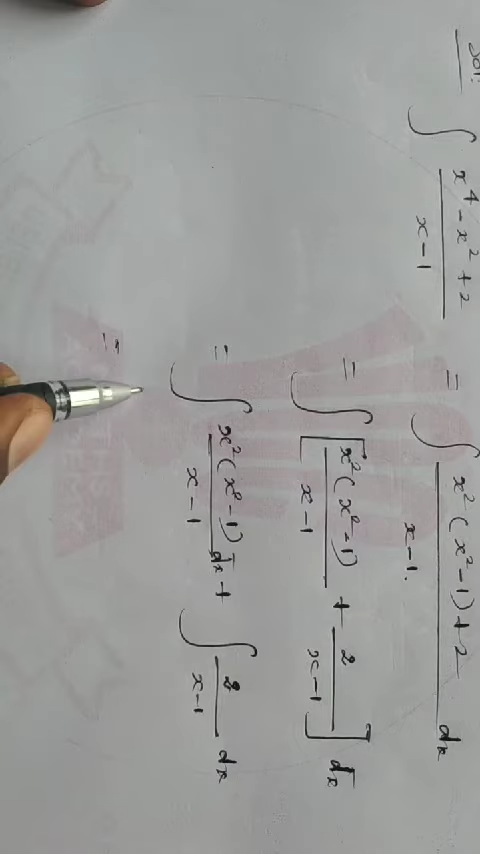 Sol:
∫ x⁴ - x² + 2 / x - 1 = ∫ x² (x² - 1) + 2 / x - 1. dx
= ∫ [ x² (x² - 1) / x - 1 + 2 / x - 1 ] dx
= ∫ x² (x² - 1) / x - 1 dx + ∫ 2 / x - 1 dx
=